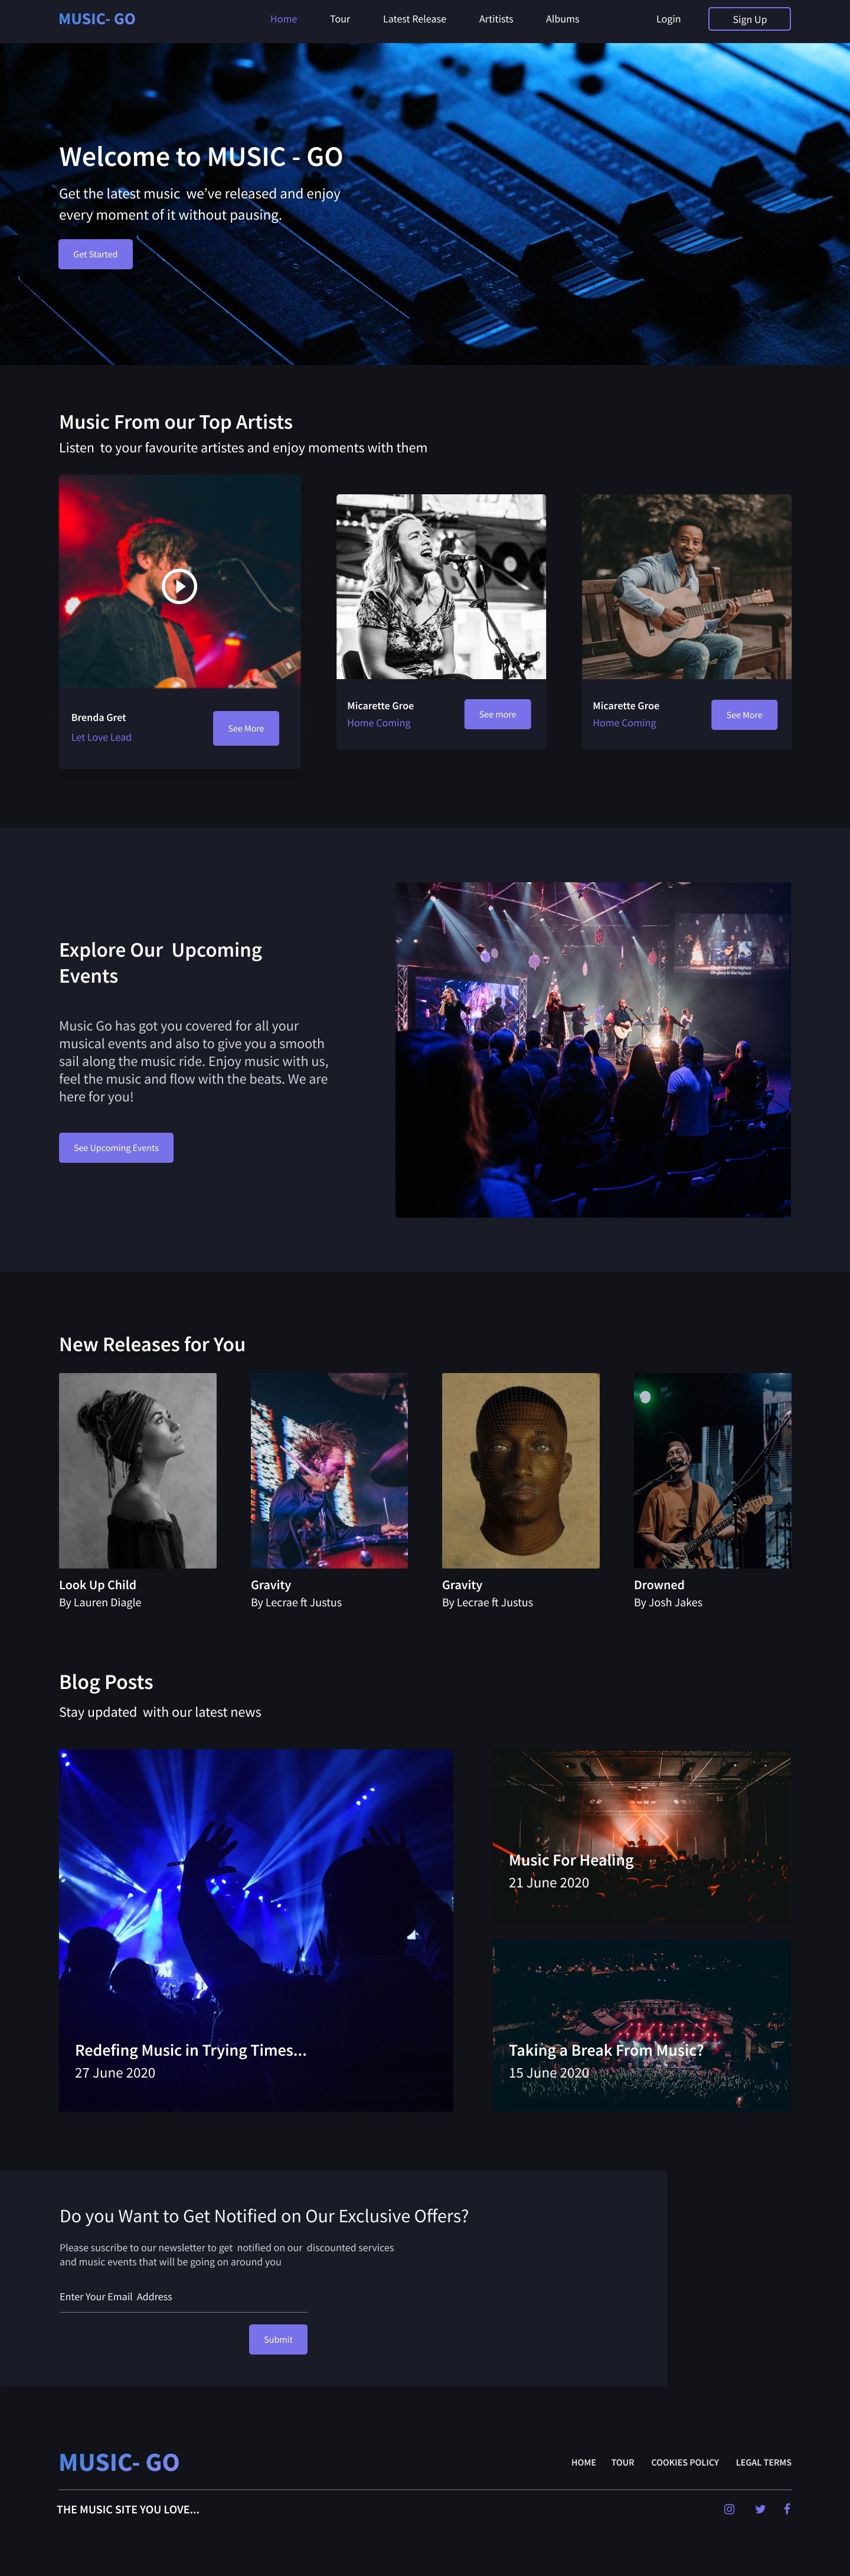 MUSIC- GO
Home Tour Latest Release Artitists Albums Login Sign Up
Welcome to MUSIC - GO
Get the latest music we've released and enjoy
every moment of it without pausing.
Get Started
Music From our Top Artists
Listen to your favourite artistes and enjoy moments with them
Brenda Gret
Let Love Lead
See More
Micarette Groe
Home Coming
See more
Micarette Groe
Home Coming
See More
Explore Our Upcoming
Events
Music Go has got you covered for all your
musical events and also to give you a smooth
sail along the music ride. Enjoy music with us,
feel the music and flow with the beats. We are
here for you!
See Upcoming Events
New Releases for You
Look Up Child
By Lauren Diagle
Gravity
By Lecrae ft Justus
Gravity
By Lecrae ft Justus
Drowned
By Josh Jakes
Blog Posts
Stay updated with our latest news
Redefing Music in Trying Times...
27 June 2020
Music For Healing
21 June 2020
Taking a Break From Music?
15 June 2020
Do you Want to Get Notified on Our Exclusive Offers?
Please suscribe to our newsletter to get notified on our discounted services
and music events that will be going on around you
Enter Your Email Address
Submit
MUSIC- GO
HOME TOUR COOKIES POLICY LEGAL TERMS
THE MUSIC SITE YOU LOVE...